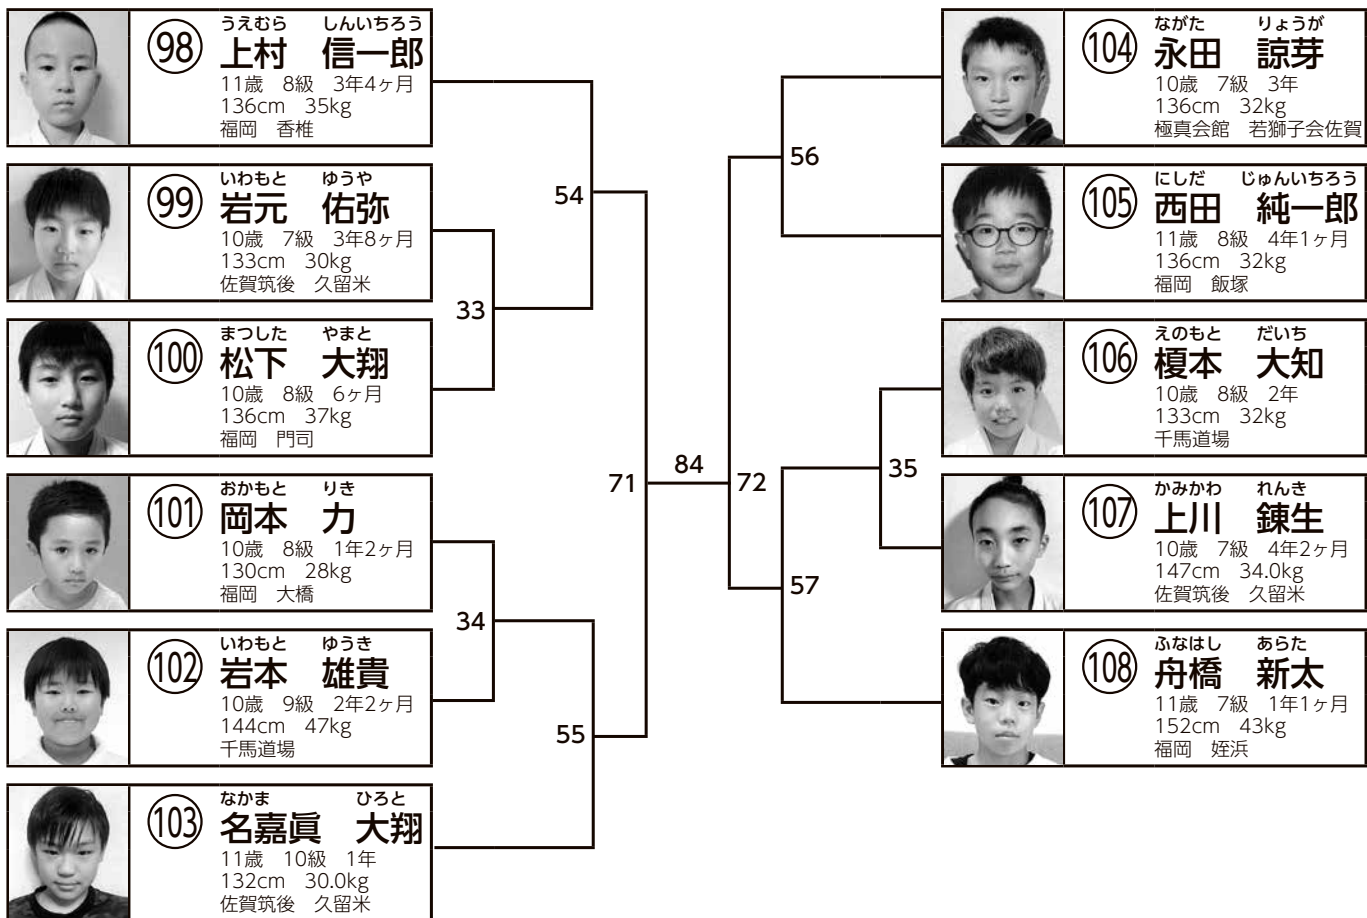 うえむら　しんいちろう
98 上村　信一郎
11歳　8級　3年4ヶ月
136cm　35kg
福岡　香椎
いわもと　ゆうや
99 岩元　佑弥
10歳　7級　3年8ヶ月
133cm　30kg
佐賀筑後　久留米
まつした　やまと
100 松下　大翔
10歳　8級　6ヶ月
136cm　37kg
福岡　門司
おかもと　りき
101 岡本　力
10歳　8級　1年2ヶ月
130cm　28kg
福岡　大橋
いわもと　ゆうき
102 岩本　雄貴
10歳　9級　2年2ヶ月
144cm　47kg
千馬道場
なかま　ひろと
103 名嘉眞　大翔
11歳　10級　1年
132cm　30.0kg
佐賀筑後　久留米
54
33
34
55
71
84
72
56
35
57
ながた　りょうが
104 永田　諒芽
10歳　7級　3年
136cm　32kg
極真会館　若獅子会佐賀
にしだ　じゅんいちろう
105 西田　純一郎
11歳　8級　4年1ヶ月
136cm　32kg
福岡　飯塚
えのもと　だいち
106 榎本　大知
10歳　8級　2年
133cm　32kg
千馬道場
かみかわ　れんき
107 上川　錬生
10歳　7級　4年2ヶ月
147cm　34.0kg
佐賀筑後　久留米
ふなはし　あらた
108 舟橋　新太
11歳　7級　1年1ヶ月
152cm　43kg
福岡　姪浜